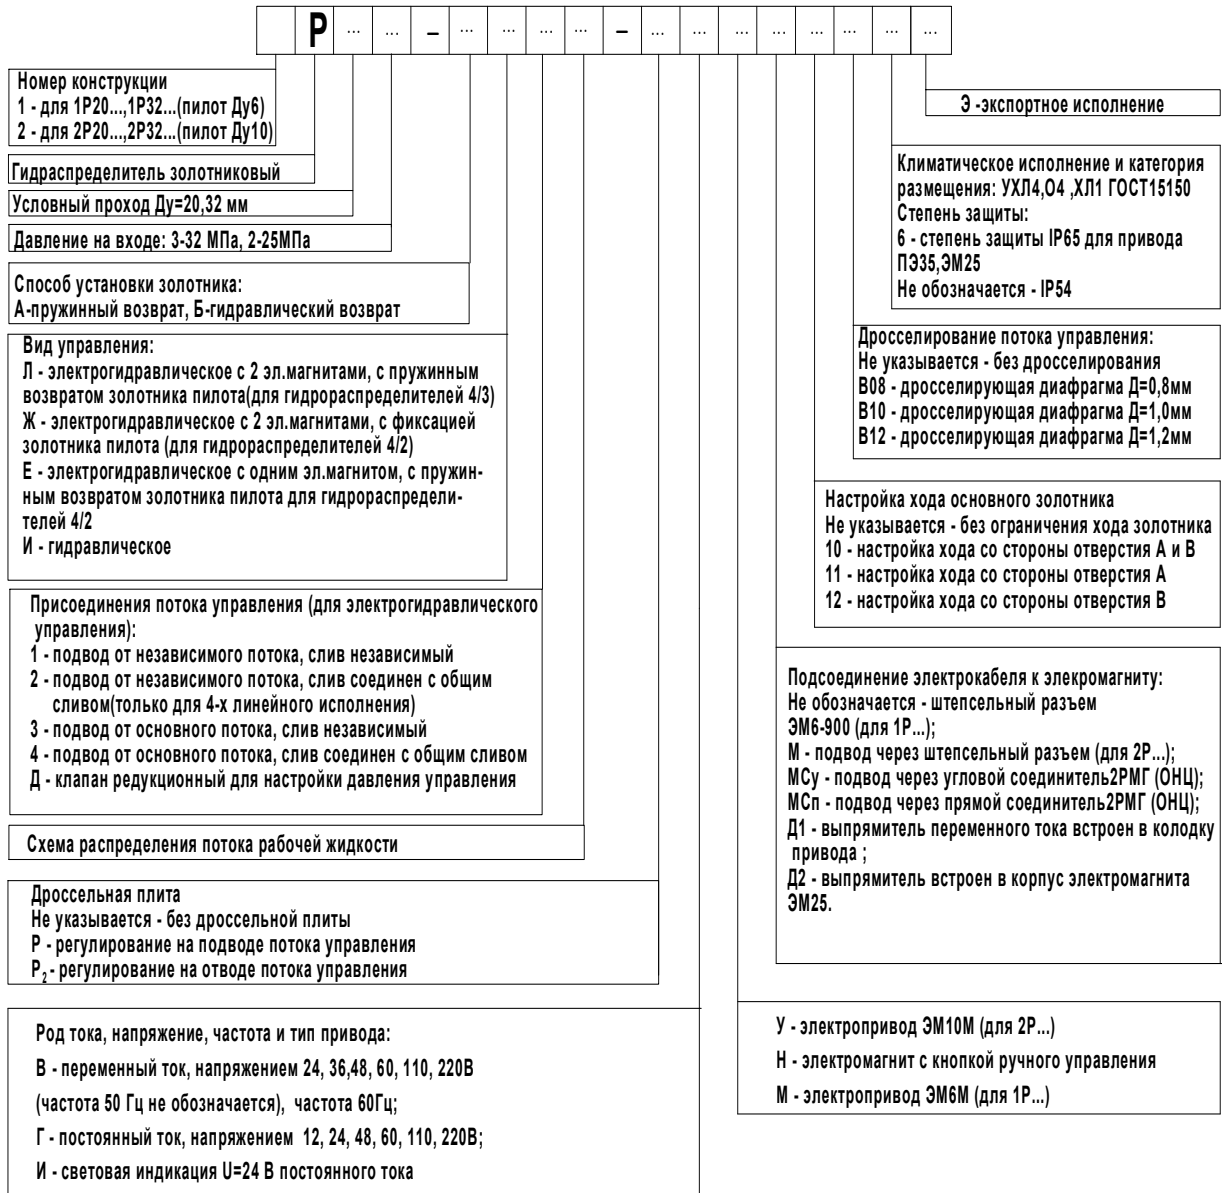 Р ... ... – ... ... ... ... – ... ... ... ... ... ... ... ...
Номер конструкции
1 - для 1Р20...,1Р32...(пилот Ду6)
2 - для 2Р20...,2Р32...(пилот Ду10)
Гидраспределитель золотниковый
Условный проход Ду=20,32 мм
Давление на входе: 3-32 МПа, 2-25МПа
Способ установки золотника:
А-пружинный возврат, Б-гидравлический возврат
Вид управления:
Л - электрогидравлическое с 2 эл.магнитами, с пружинным
возвратом золотника пилота(для гидрораспределителей 4/3)
Ж - электрогидравлическое с 2 эл.магнитами, с фиксацией
золотника пилота (для гидрораспределителей 4/2)
Е - электрогидравлическое с одним эл.магнитом, с пружин-
ным возвратом золотника пилота для гидрораспредели-
телей 4/2
И - гидравлическое
Присоединения потока управления (для электрогидравлического
управления):
1 - подвод от независимого потока, слив независимый
2 - подвод от независимого потока, слив соединен с общим
сливом(только для 4-х линейного исполнения)
3 - подвод от основного потока, слив независимый
4 - подвод от основного потока, слив соединен с общим сливом
Д - клапан редукционный для настройки давления управления
Схема распределения потока рабочей жидкости
Дроссельная плита
Не указывается - без дроссельной плиты
Р - регулирование на подводе потока управления
Р2 - регулирование на отводе потока управления
Род тока, напряжение, частота и тип привода:
В - переменный ток, напряжением 24, 36,48, 60, 110, 220В
(частота 50 Гц не обозначается), частота 60Гц;
Г - постоянный ток, напряжением 12, 24, 48, 60, 110, 220В;
И - световая индикация U=24 В постоянного тока
Э -экспортное исполнение
Климатическое исполнение и категория
размещения: УХЛ4,О4 ,ХЛ1 ГОСТ15150
Степень защиты:
6 - степень защиты IP65 для привода
ПЭ35,ЭМ25
Не обозначается - IP54
Дросселирование потока управления:
Не указывается - без дросселирования
В08 - дросселирующая диафрагма Д=0,8мм
В10 - дросселирующая диафрагма Д=1,0мм
В12 - дросселирующая диафрагма Д=1,2мм
Настройка хода основного золотника
Не указывается - без ограничения хода золотника
10 - настройка хода со стороны отверстия А и В
11 - настройка хода со стороны отверстия А
12 - настройка хода со стороны отверстия В
Подсоединение электрокабеля к элекромагниту:
Не обозначается - штепсельный разъем
ЭМ6-900 (для 1Р...);
М - подвод через штепсельный разъем (для 2Р...);
МСу - подвод через угловой соединитель2РМГ (ОНЦ);
МСп - подвод через прямой соединитель2РМГ (ОНЦ);
Д1 - выпрямитель переменного тока встроен в колодку
привода ;
Д2 - выпрямитель встроен в корпус электромагнита
ЭМ25.
У - электропривод ЭМ10М (для 2Р...)
Н - электромагнит с кнопкой ручного управления
М - электропривод ЭМ6М (для 1Р...)